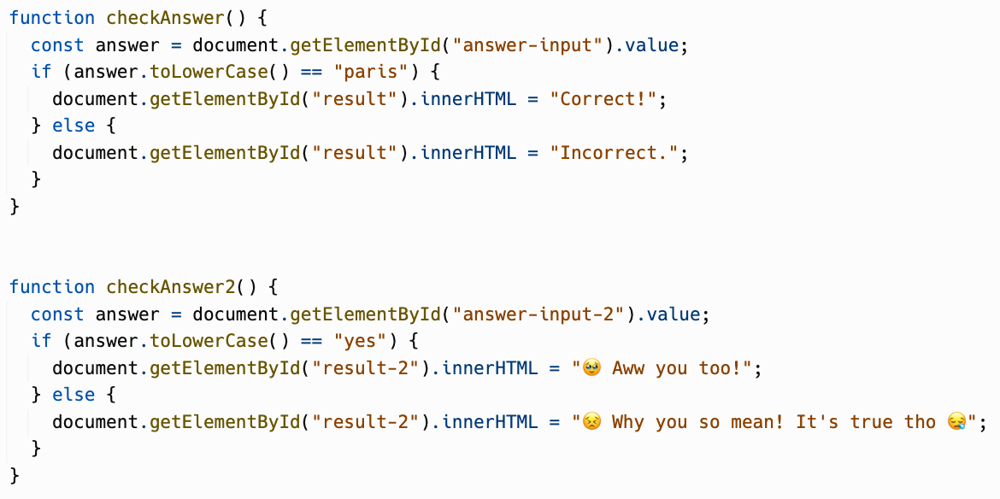 function checkAnswer() {
  const answer = document.getElementById("answer-input").value;
  if (answer.toLowerCase() == "paris") {
    document.getElementById("result").innerHTML = "Correct!";
  } else {
    document.getElementById("result").innerHTML = "Incorrect.";
  }
}
function checkAnswer2() {
  const answer = document.getElementById("answer-input-2").value;
  if (answer.toLowerCase() == "yes") {
    document.getElementById("result-2").innerHTML = "🥹 Aww you too!";
  } else {
    document.getElementById("result-2").innerHTML = "😣 Why you so mean! It's true tho 😪";
  }
}